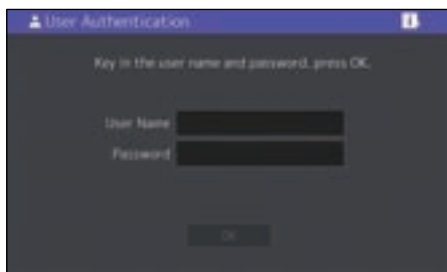 User Authentication
Key in the user name and password, press OK.
User Name
Password
OK